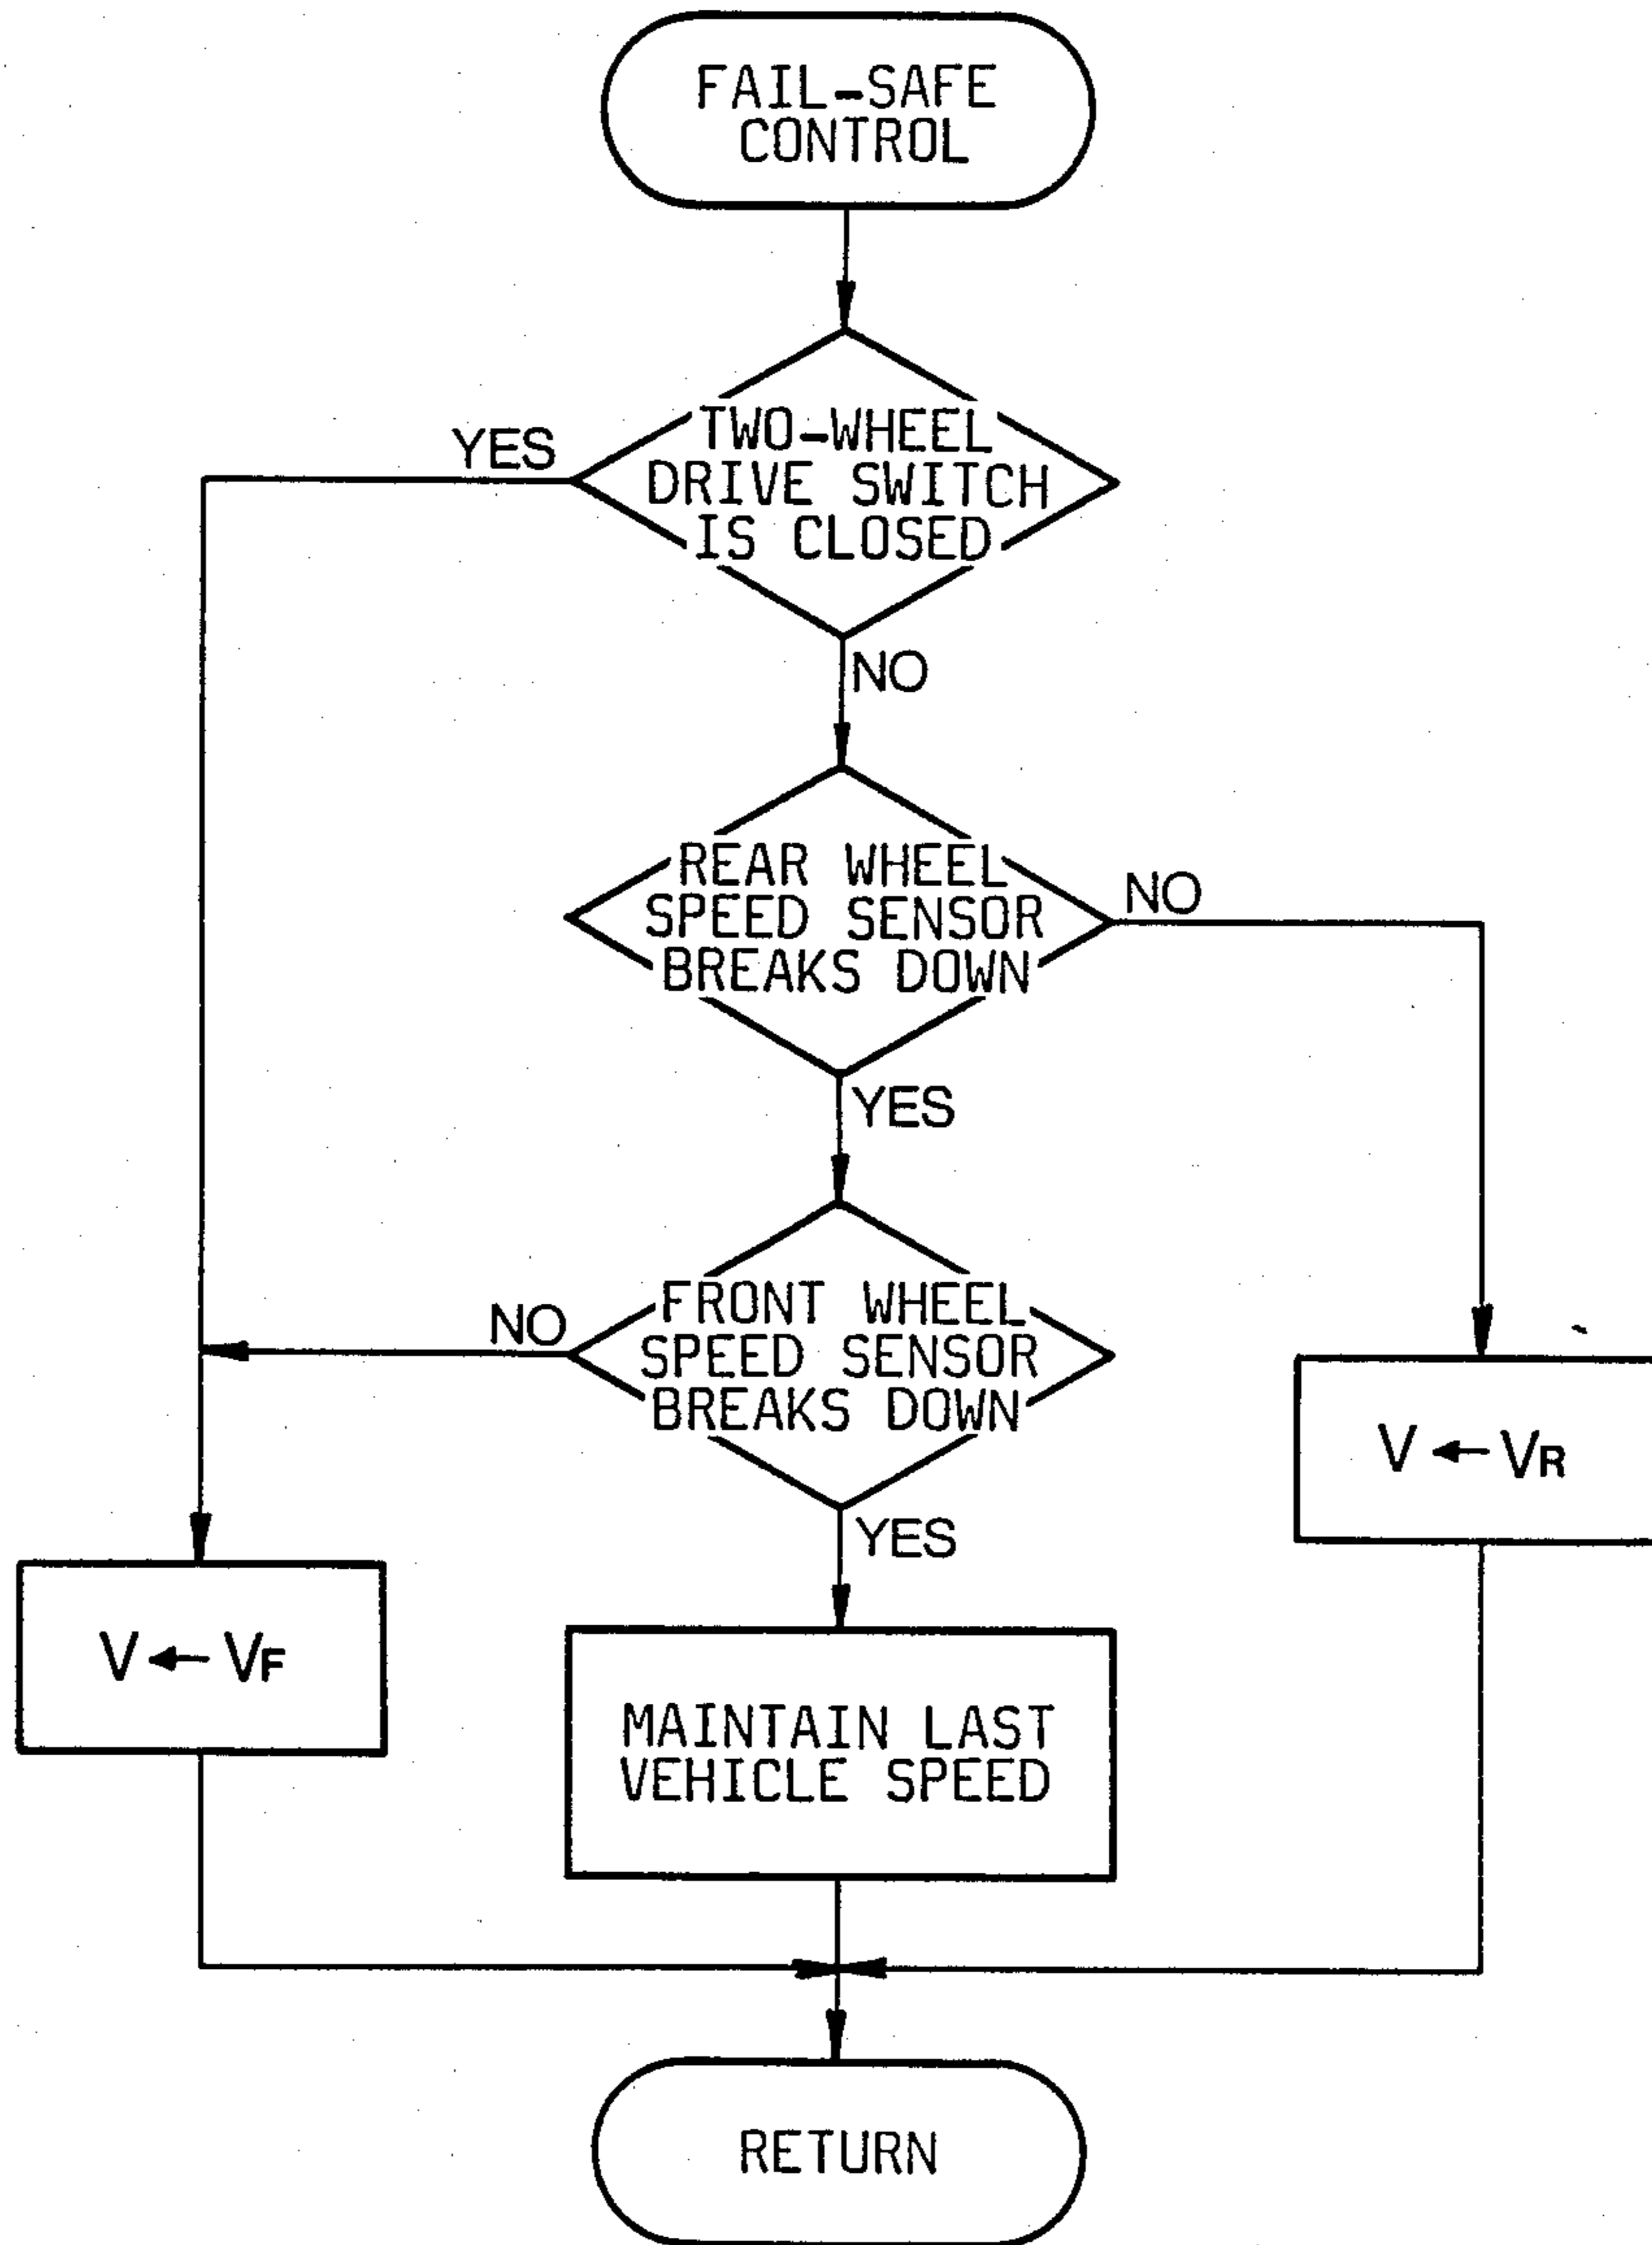 FAIL-SAFE
CONTROL
YES
TWO-WHEEL
DRIVE SWITCH
IS CLOSED
NO
REAR WHEEL
SPEED SENSOR
BREAKS DOWN
NO
YES
NO
FRONT WHEEL
SPEED SENSOR
BREAKS DOWN
V ← VR
YES
V ← VF
MAINTAIN LAST
VEHICLE SPEED
RETURN